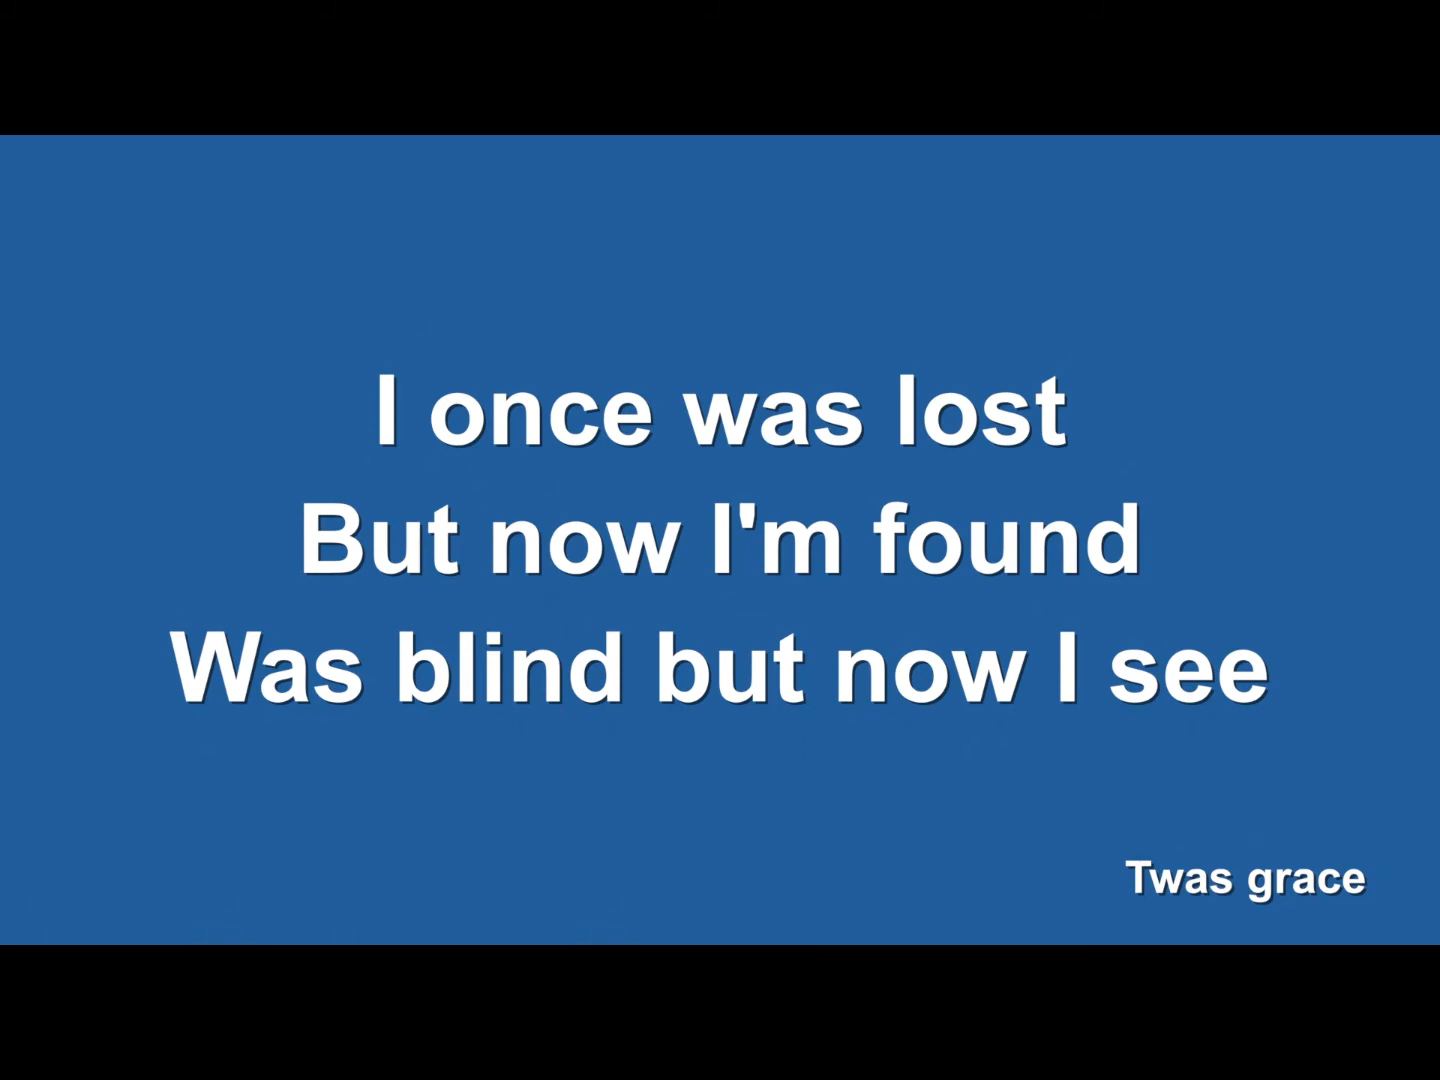 I once was lost
But now I'm found
Was blind but now I see
Twas grace